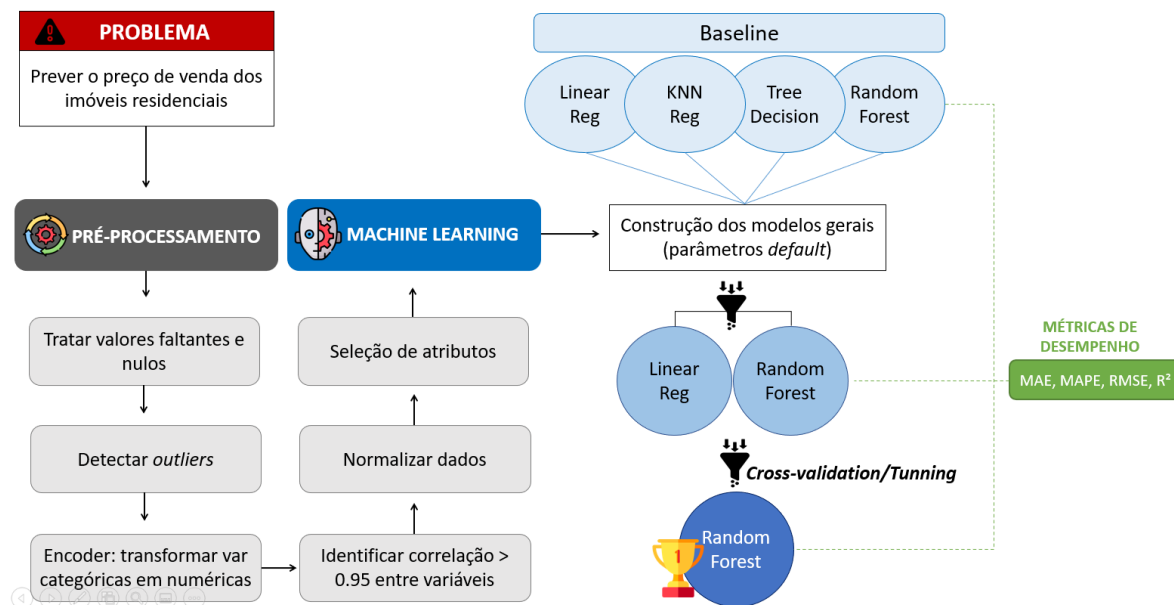 PROBLEMA
Prever o preço de venda dos
imóveis residenciais
PRÉ-PROCESSAMENTO
Tratar valores faltantes e
nulos
Detectar outliers
Encoder: transformar var
categóricas em numéricas
Identificar correlação >
0.95 entre variáveis
Normalizar dados
Seleção de atributos
MACHINE LEARNING
Baseline
Linear
Reg
KNN
Reg
Tree
Decision
Random
Forest
Construção dos modelos gerais
(parâmetros default)
Linear
Reg
Random
Forest
Cross-validation/Tunning
1
Random
Forest
MÉTRICAS DE
DESEMPENHO
MAE, MAPE, RMSE, R²